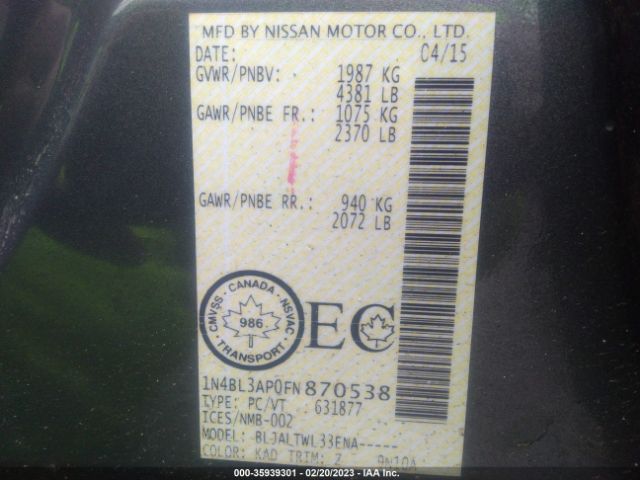 MFD BY NISSAN MOTOR CO., LTD.
DATE: 04/15
GVWR/PNBV: 1987 KG
4381 LB
GAWR/PNBE FR.: 1075 KG
2370 LB
GAWR/PNBE RR.: 940 KG
2072 LB
CMVSS · CANADA · NSVAC
986
· TRANSPORT ·
EC
1N4BL3AP0FN870538
TYPE: PC/VT 631877
ICES/NMB-002
MODEL: BLJALTWL33ENA-----
COLOR: KAD TRIM: Z 9N10A
000-35939301 - 02/20/2023 - IAA Inc.